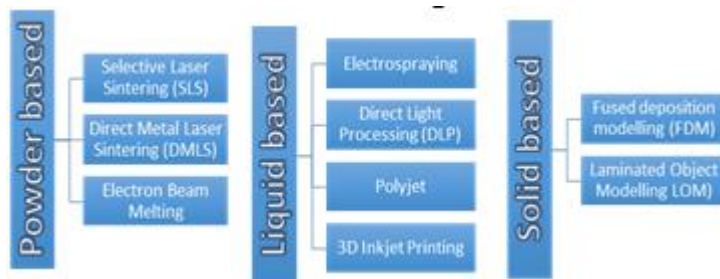 Powder based
Selective Laser
Sintering (SLS)
Direct Metal Laser
Sintering (DMLS)
Electron Beam
Melting
Liquid based
Electrospraying
Direct Light
Processing (DLP)
Polyjet
3D Inkjet Printing
Solid based
Fused deposition
modelling (FDM)
Laminated Object
Modelling LOM)